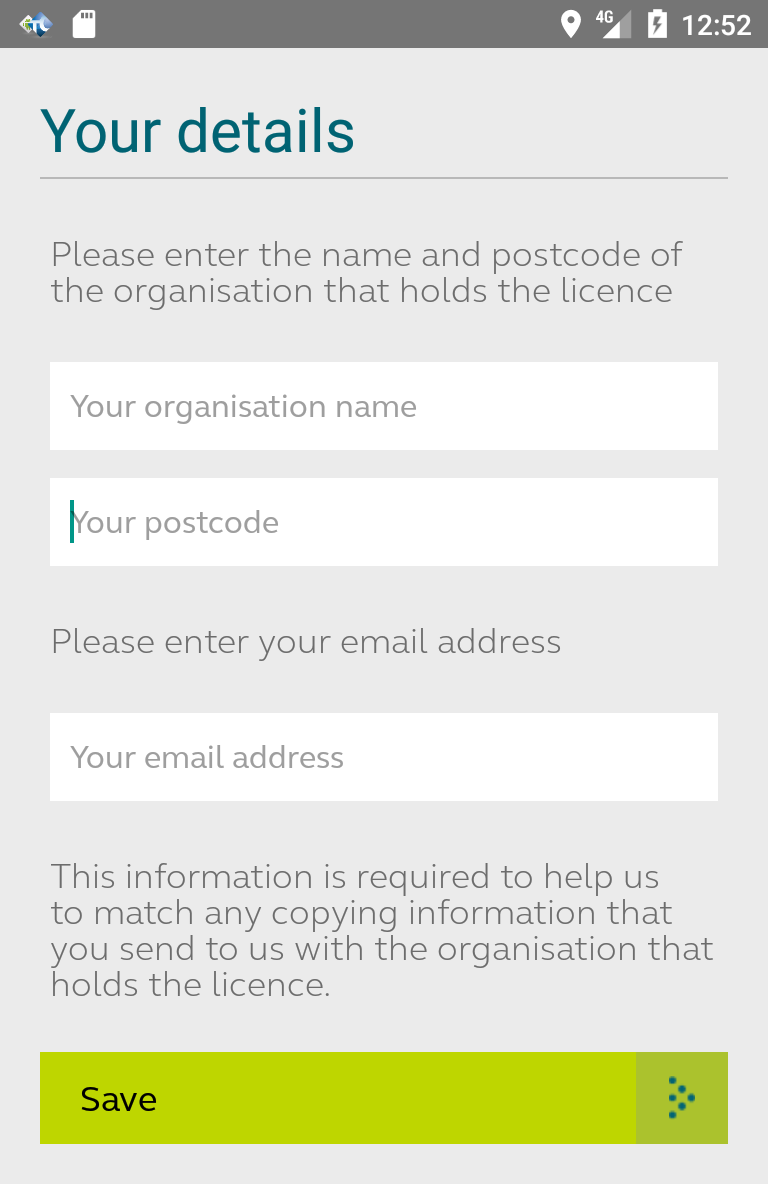 4G 12:52
Your details
Please enter the name and postcode of
the organisation that holds the licence
Your organisation name
Your postcode
Please enter your email address
Your email address
This information is required to help us
to match any copying information that
you send to us with the organisation that
holds the licence.
Save